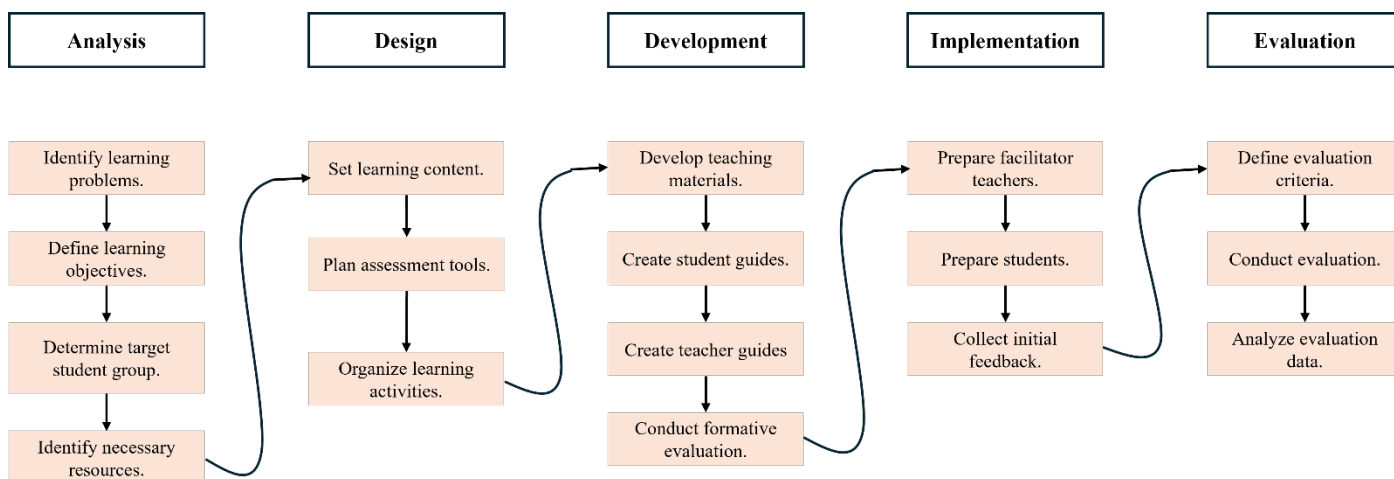 Analysis
Design
Development
Implementation
Evaluation
Identify learning
problems.
Define learning
objectives.
Determine target
student group.
Identify necessary
resources.
Set learning content.
Plan assessment tools.
Organize learning
activities.
Develop teaching
materials.
Create student guides.
Create teacher guides
Conduct formative
evaluation.
Prepare facilitator
teachers.
Prepare students.
Collect initial
feedback.
Define evaluation
criteria.
Conduct evaluation.
Analyze evaluation
data.